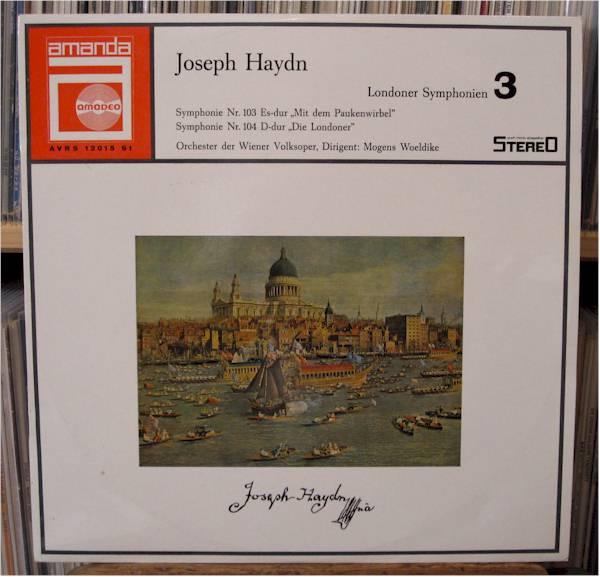 amanda
amadeo
AVRS 12015 St
Joseph Haydn
Londoner Symphonien 3
Symphonie Nr. 103 Es-dur „Mit dem Paukenwirbel”
Symphonie Nr. 104 D-dur „Die Londoner”
Orchester der Wiener Volksoper, Dirigent: Mogens Woeldike
STEREO
Joseph Haydn